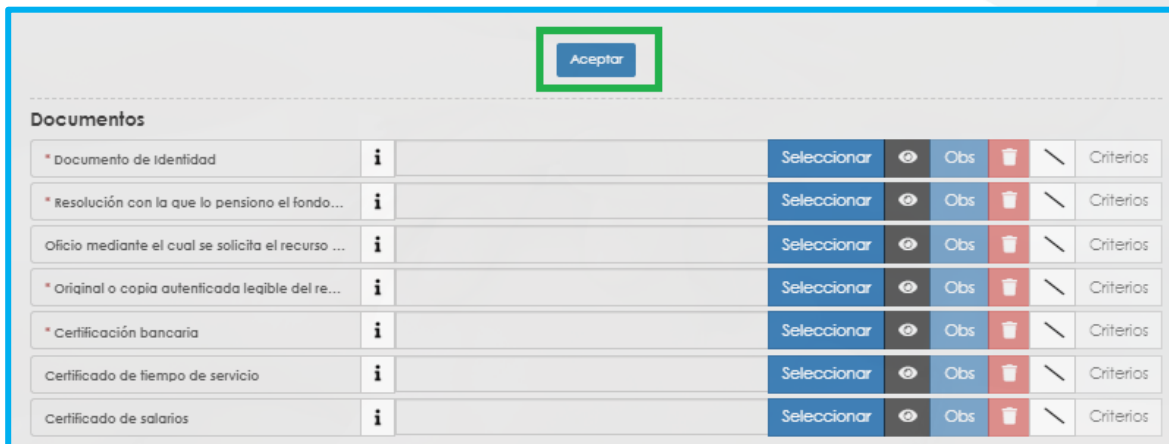 Aceptar
Documentos
* Documento de Identidad i Seleccionar Obs Criterios
* Resolución con la que lo pensiono el fondo... i Seleccionar Obs Criterios
Oficio mediante el cual se solicita el recurso ... i Seleccionar Obs Criterios
* Original o copia autenticada legible del re... i Seleccionar Obs Criterios
* Certificación bancaria i Seleccionar Obs Criterios
Certificado de tiempo de servicio i Seleccionar Obs Criterios
Certificado de salarios i Seleccionar Obs Criterios